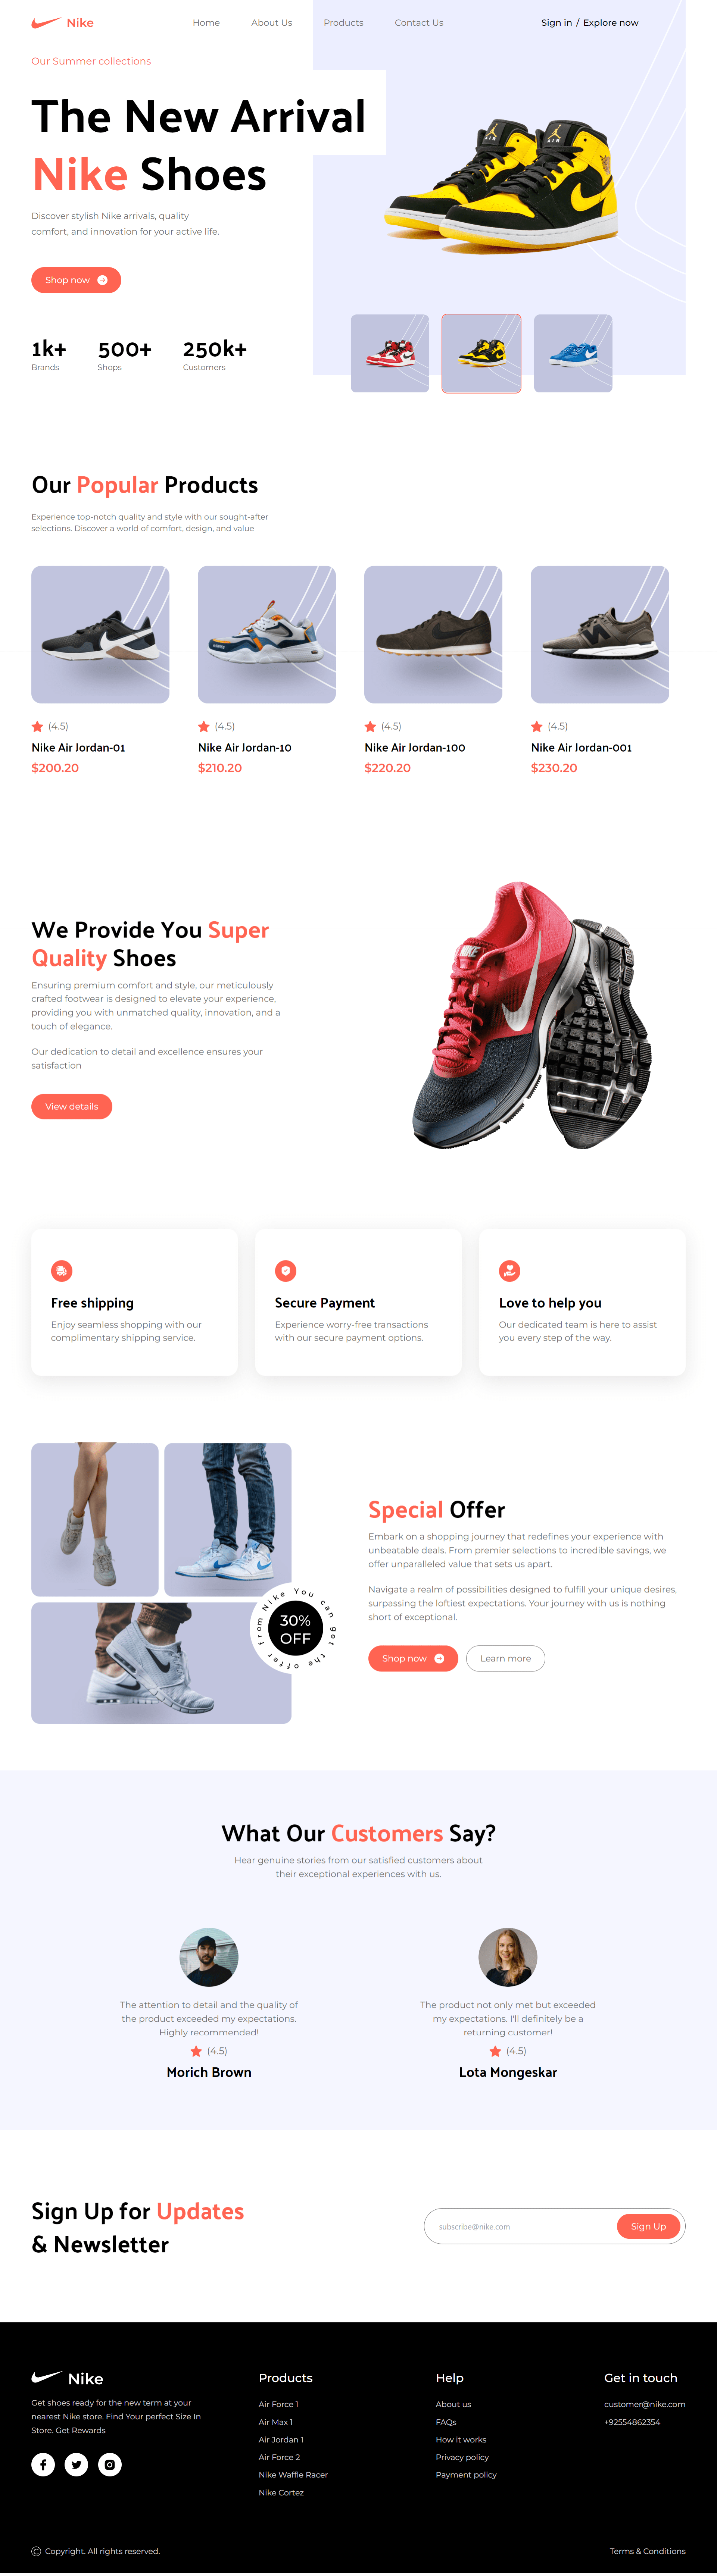 Nike
Home
About Us
Products
Contact Us
Sign in / Explore now
Our Summer collections
The New Arrival
Nike Shoes
Discover stylish Nike arrivals, quality
comfort, and innovation for your active life.
Shop now
1k+
500+
250k+
Brands
Shops
Customers
Our Popular Products
Experience top-notch quality and style with our sought-after
selections. Discover a world of comfort, design, and value
(4.5)
Nike Air Jordan-01
$200.20
(4.5)
Nike Air Jordan-10
$210.20
(4.5)
Nike Air Jordan-100
$220.20
(4.5)
Nike Air Jordan-001
$230.20
We Provide You Super
Quality Shoes
Ensuring premium comfort and style, our meticulously
crafted footwear is designed to elevate your experience,
providing you with unmatched quality, innovation, and a
touch of elegance.
Our dedication to detail and excellence ensures your
satisfaction
View details
NIKE
Free shipping
Enjoy seamless shopping with our
complimentary shipping service.
Secure Payment
Experience worry-free transactions
with our secure payment options.
Love to help you
Our dedicated team is here to assist
you every step of the way.
You can get the offer from Nike
30%
OFF
Special Offer
Embark on a shopping journey that redefines your experience with
unbeatable deals. From premier selections to incredible savings, we
offer unparalleled value that sets us apart.
Navigate a realm of possibilities designed to fulfill your unique desires,
surpassing the loftiest expectations. Your journey with us is nothing
short of exceptional.
Shop now
Learn more
What Our Customers Say?
Hear genuine stories from our satisfied customers about
their exceptional experiences with us.
The attention to detail and the quality of
the product exceeded my expectations.
Highly recommended!
(4.5)
Morich Brown
The product not only met but exceeded
my expectations. I'll definitely be a
returning customer!
(4.5)
Lota Mongeskar
Sign Up for Updates
& Newsletter
subscribe@nike.com
Sign Up
Nike
Get shoes ready for the new term at your
nearest Nike store. Find Your perfect Size In
Store. Get Rewards
Products
Air Force 1
Air Max 1
Air Jordan 1
Air Force 2
Nike Waffle Racer
Nike Cortez
Help
About us
FAQs
How it works
Privacy policy
Payment policy
Get in touch
customer@nike.com
+92554862354
© Copyright. All rights reserved.
Terms & Conditions